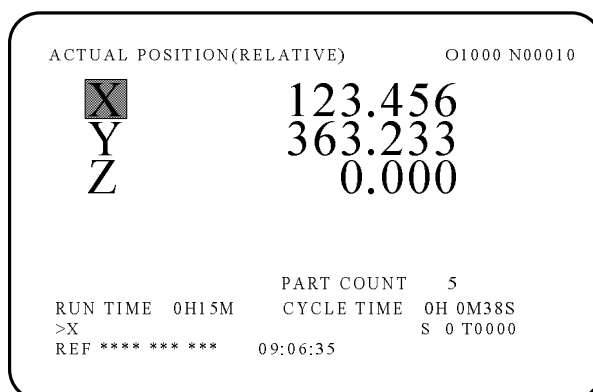 ACTUAL POSITION(RELATIVE) O1000 N00010
X 123.456
Y 363.233
Z 0.000
PART COUNT 5
RUN TIME 0H15M CYCLE TIME 0H 0M38S
>X S 0 T0000
REF **** *** *** 09:06:35